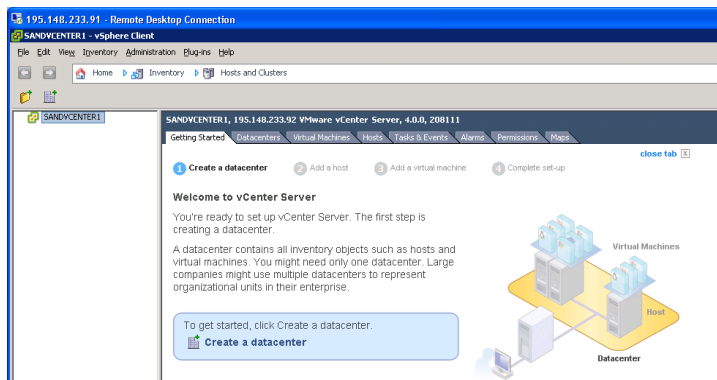 195.148.233.91 - Remote Desktop Connection
SANDVCENTER1 - vSphere Client
File Edit View Inventory Administration Plug-ins Help
Home Inventory Hosts and Clusters
SANDVCENTER1
SANDVCENTER1, 195.148.233.92 VMware vCenter Server, 4.0.0, 208111
Getting Started Datacenters Virtual Machines Hosts Tasks & Events Alarms Permissions Maps
close tab X
1 Create a datacenter 2 Add a host 3 Add a virtual machine 4 Complete set-up
Welcome to vCenter Server
You're ready to set up vCenter Server. The first step is
creating a datacenter.
A datacenter contains all inventory objects such as hosts and
virtual machines. You might need only one datacenter. Large
companies might use multiple datacenters to represent
organizational units in their enterprise.
To get started, click Create a datacenter.
Create a datacenter
Virtual Machines
Host
Datacenter